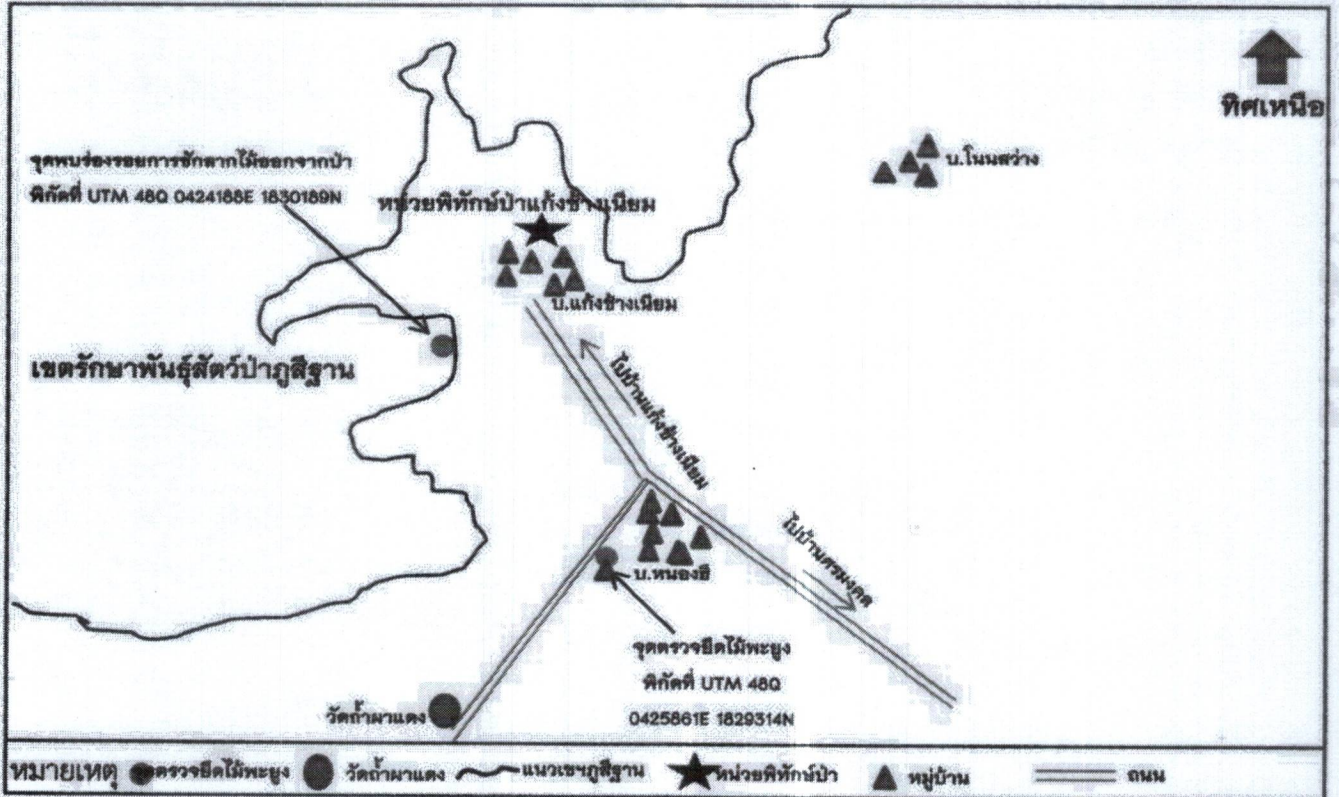 ทิศเหนือ
บ.โนนสว่าง
จุดพบร่องรอยการชักลากไม้ออกจากป่า
พิกัดที่ UTM 48Q 0424188E 1830189N
หน่วยพิทักษ์ป่าแก้งช้างเนียม
บ.แก้งช้างเนียม
เขตรักษาพันธุ์สัตว์ป่าภูสีฐาน
ไปบ้านแก้งช้างเนียม
ไปบ้านศรมงคล
บ.หนองอี
จุดตรวจยึดไม้พะยูง
พิกัดที่ UTM 48Q
0425861E 1829314N
วัดถ้ำผาแดง
หมายเหตุ จุดตรวจยึดไม้พะยูง วัดถ้ำผาแดง แนวเขตภูสีฐาน หน่วยพิทักษ์ป่า หมู่บ้าน ถนน